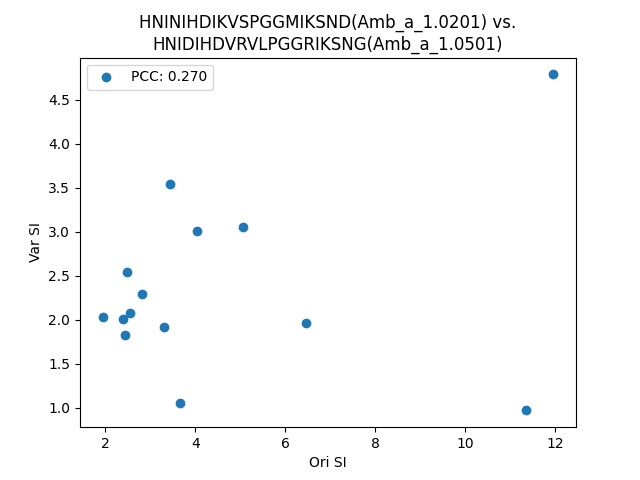 HNINIHDIKVSPGGMIKSND(Amb_a_1.0201) vs.
HNIDIHDVRVLPGGRIKSNG(Amb_a_1.0501)
PCC: 0.270
4.5
4.0
3.5
3.0
2.5
2.0
1.5
1.0
Var SI
2 4 6 8 10 12
Ori SI